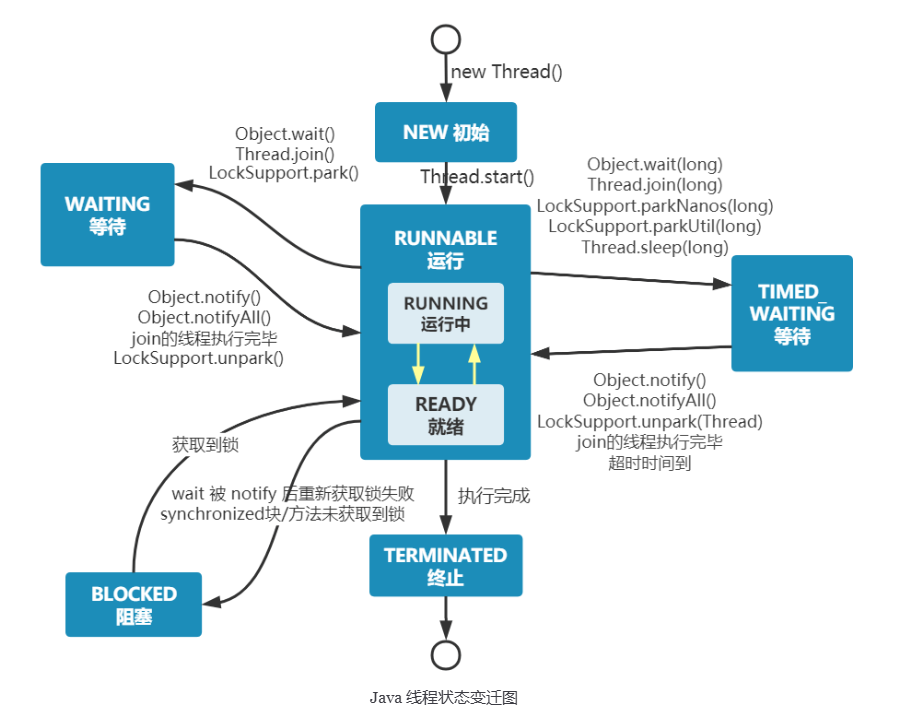 new Thread()
NEW 初始
Thread.start()
Object.wait()
Thread.join()
LockSupport.park()
WAITING
等待
Object.notify()
Object.notifyAll()
join的线程执行完毕
LockSupport.unpark()
RUNNABLE
运行
RUNNING
运行中
READY
就绪
Object.wait(long)
Thread.join(long)
LockSupport.parkNanos(long)
LockSupport.parkUtil(long)
Thread.sleep(long)
TIMED_
WAITING
等待
Object.notify()
Object.notifyAll()
LockSupport.unpark(Thread)
join的线程执行完毕
超时时间到
获取到锁
wait 被 notify 后重新获取锁失败
synchronized块/方法未获取到锁
BLOCKED
阻塞
执行完成
TERMINATED
终止
Java 线程状态变迁图